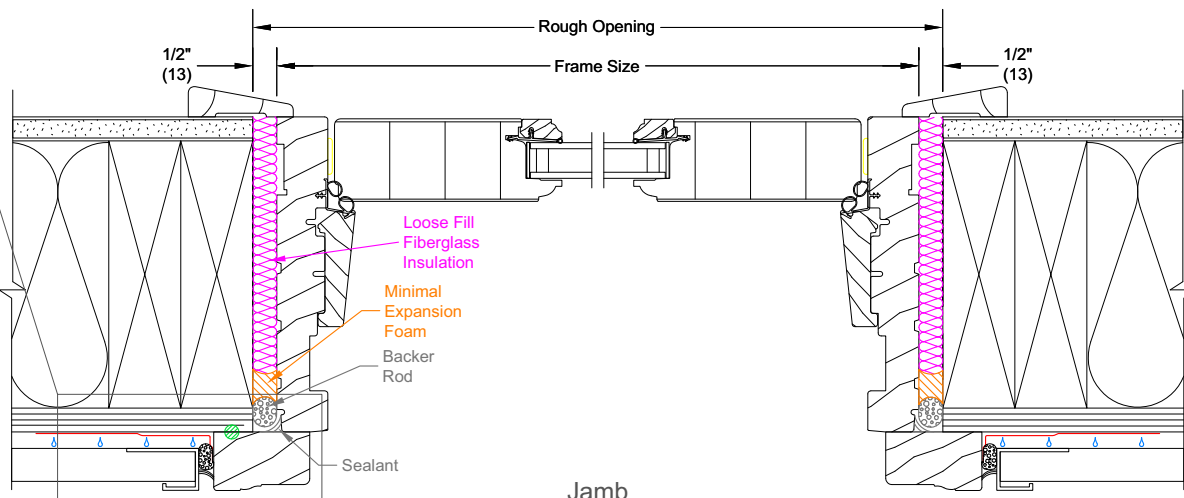 Rough Opening
1/2"
(13)
Frame Size
1/2"
(13)
Loose Fill
Fiberglass
Insulation
Minimal
Expansion
Foam
Backer
Rod
Sealant
Jamb